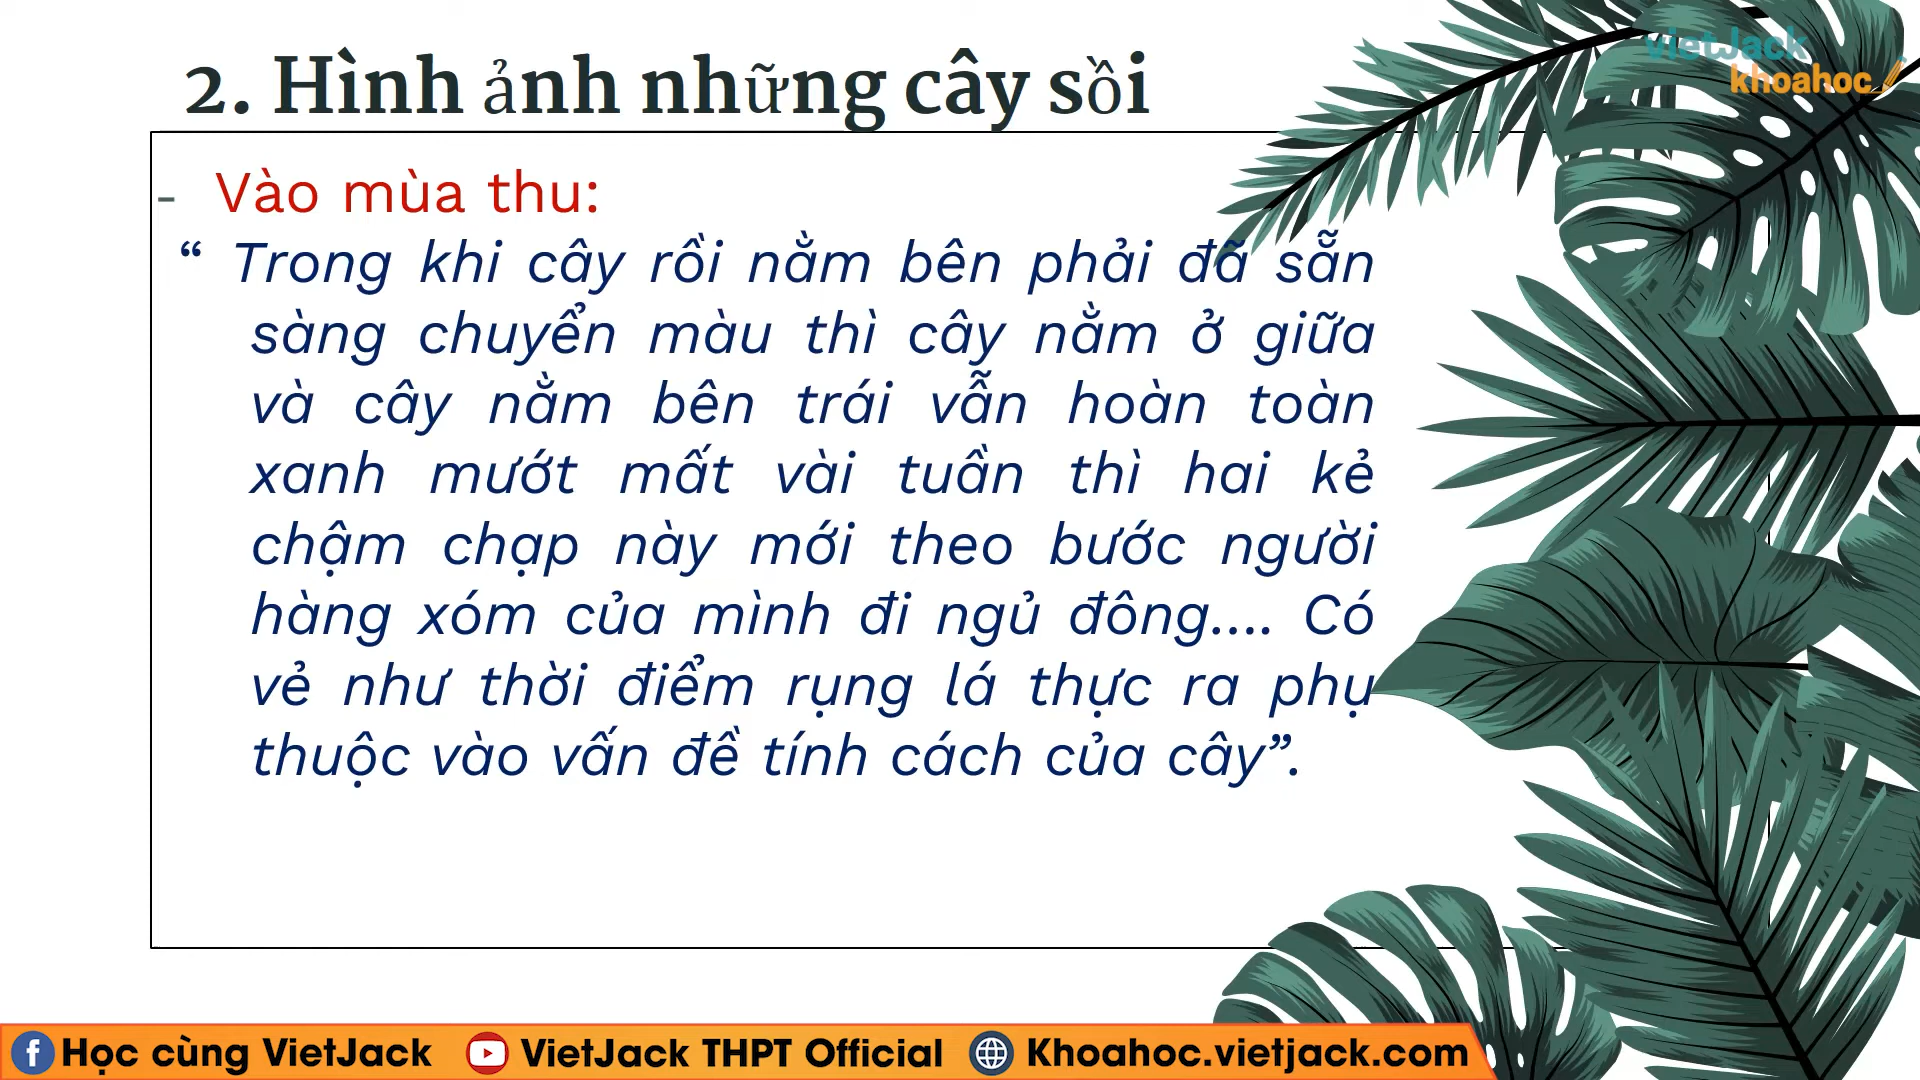 vietJack
khoahoc
2. Hình ảnh những cây sồi
- Vào mùa thu:
“ Trong khi cây rồi nằm bên phải đã sẵn
sàng chuyển màu thì cây nằm ở giữa
và cây nằm bên trái vẫn hoàn toàn
xanh mướt mất vài tuần thì hai kẻ
chậm chạp này mới theo bước người
hàng xóm của mình đi ngủ đông.... Có
vẻ như thời điểm rụng lá thực ra phụ
thuộc vào vấn đề tính cách của cây”.
Học cùng VietJack VietJack THPT Official Khoahoc.vietjack.com